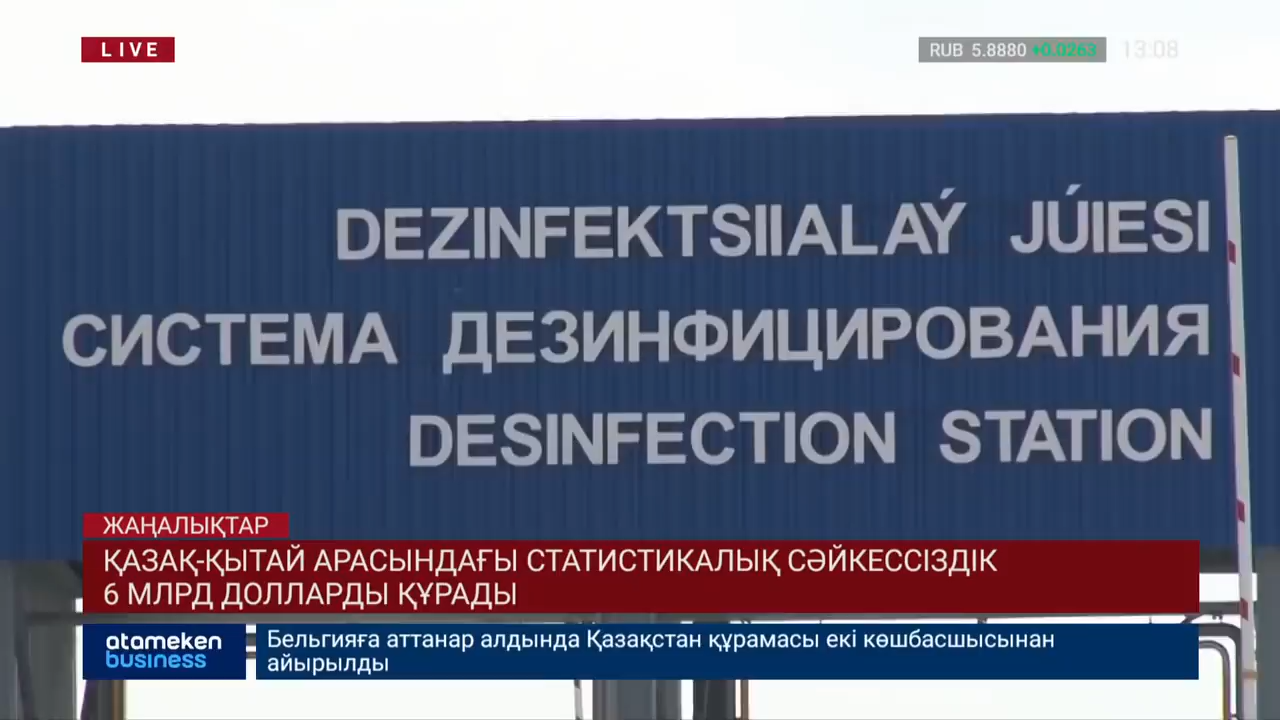 LIVE
RUB 5.8880 +0.0263 13:08
DEZINFEKTSIIALAÝ JÚIESI
СИСТЕМА ДЕЗИНФИЦИРОВАНИЯ
DESINFECTION STATION
ЖАҢАЛЫҚТАР
ҚАЗАҚ-ҚЫТАЙ АРАСЫНДАҒЫ СТАТИСТИКАЛЫҚ СӘЙКЕССІЗДІК
6 МЛРД ДОЛЛАРДЫ ҚҰРАДЫ
atameken
business
Бельгияға аттанар алдында Қазақстан құрамасы екі көшбасшысынан
айырылды